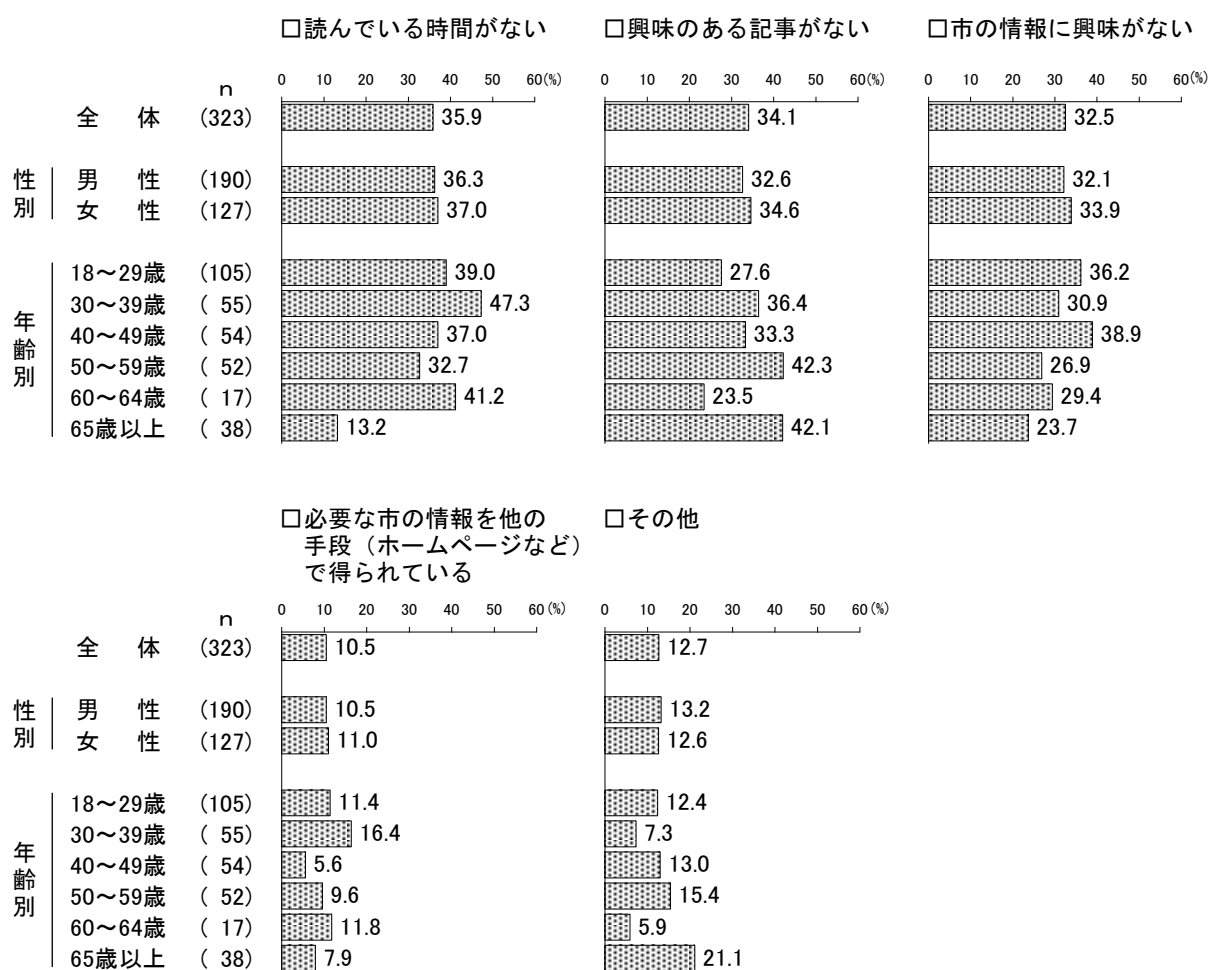 □読んでいる時間がない □興味のある記事がない □市の情報に興味がない
0 10 20 30 40 50 60(%) 0 10 20 30 40 50 60(%) 0 10 20 30 40 50 60(%)
n
全 体 (323) 35.9 34.1 32.5
性別
男 性 (190) 36.3 32.6 32.1
女 性 (127) 37.0 34.6 33.9
年齢別
18～29歳 (105) 39.0 27.6 36.2
30～39歳 ( 55) 47.3 36.4 30.9
40～49歳 ( 54) 37.0 33.3 38.9
50～59歳 ( 52) 32.7 42.3 26.9
60～64歳 ( 17) 41.2 23.5 29.4
65歳以上 ( 38) 13.2 42.1 23.7
□必要な市の情報を他の □その他
手段（ホームページなど）
で得られている
0 10 20 30 40 50 60(%) 0 10 20 30 40 50 60(%)
n
全 体 (323) 10.5 12.7
性別
男 性 (190) 10.5 13.2
女 性 (127) 11.0 12.6
年齢別
18～29歳 (105) 11.4 12.4
30～39歳 ( 55) 16.4 7.3
40～49歳 ( 54) 5.6 13.0
50～59歳 ( 52) 9.6 15.4
60～64歳 ( 17) 11.8 5.9
65歳以上 ( 38) 7.9 21.1